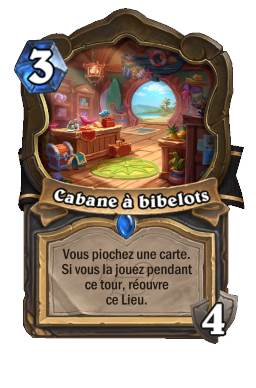 3
Cabane à bibelots
Vous piochez une carte.
Si vous la jouez pendant
ce tour, réouvre
ce Lieu.
4